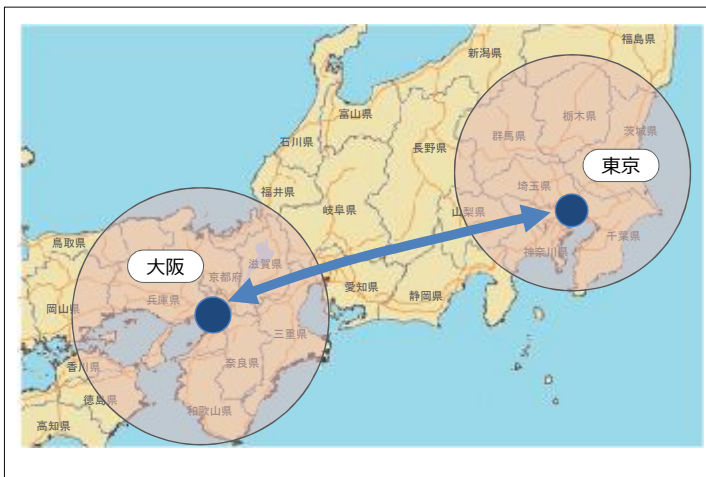 福島県
新潟県
富山県
栃木県
群馬県
茨城県
石川県
長野県
東京
埼玉県
福井県
岐阜県
山梨県
千葉県
鳥取県
神奈川県
滋賀県
大阪
京都府
愛知県
静岡県
兵庫県
岡山県
三重県
奈良県
香川県
徳島県
和歌山県
高知県